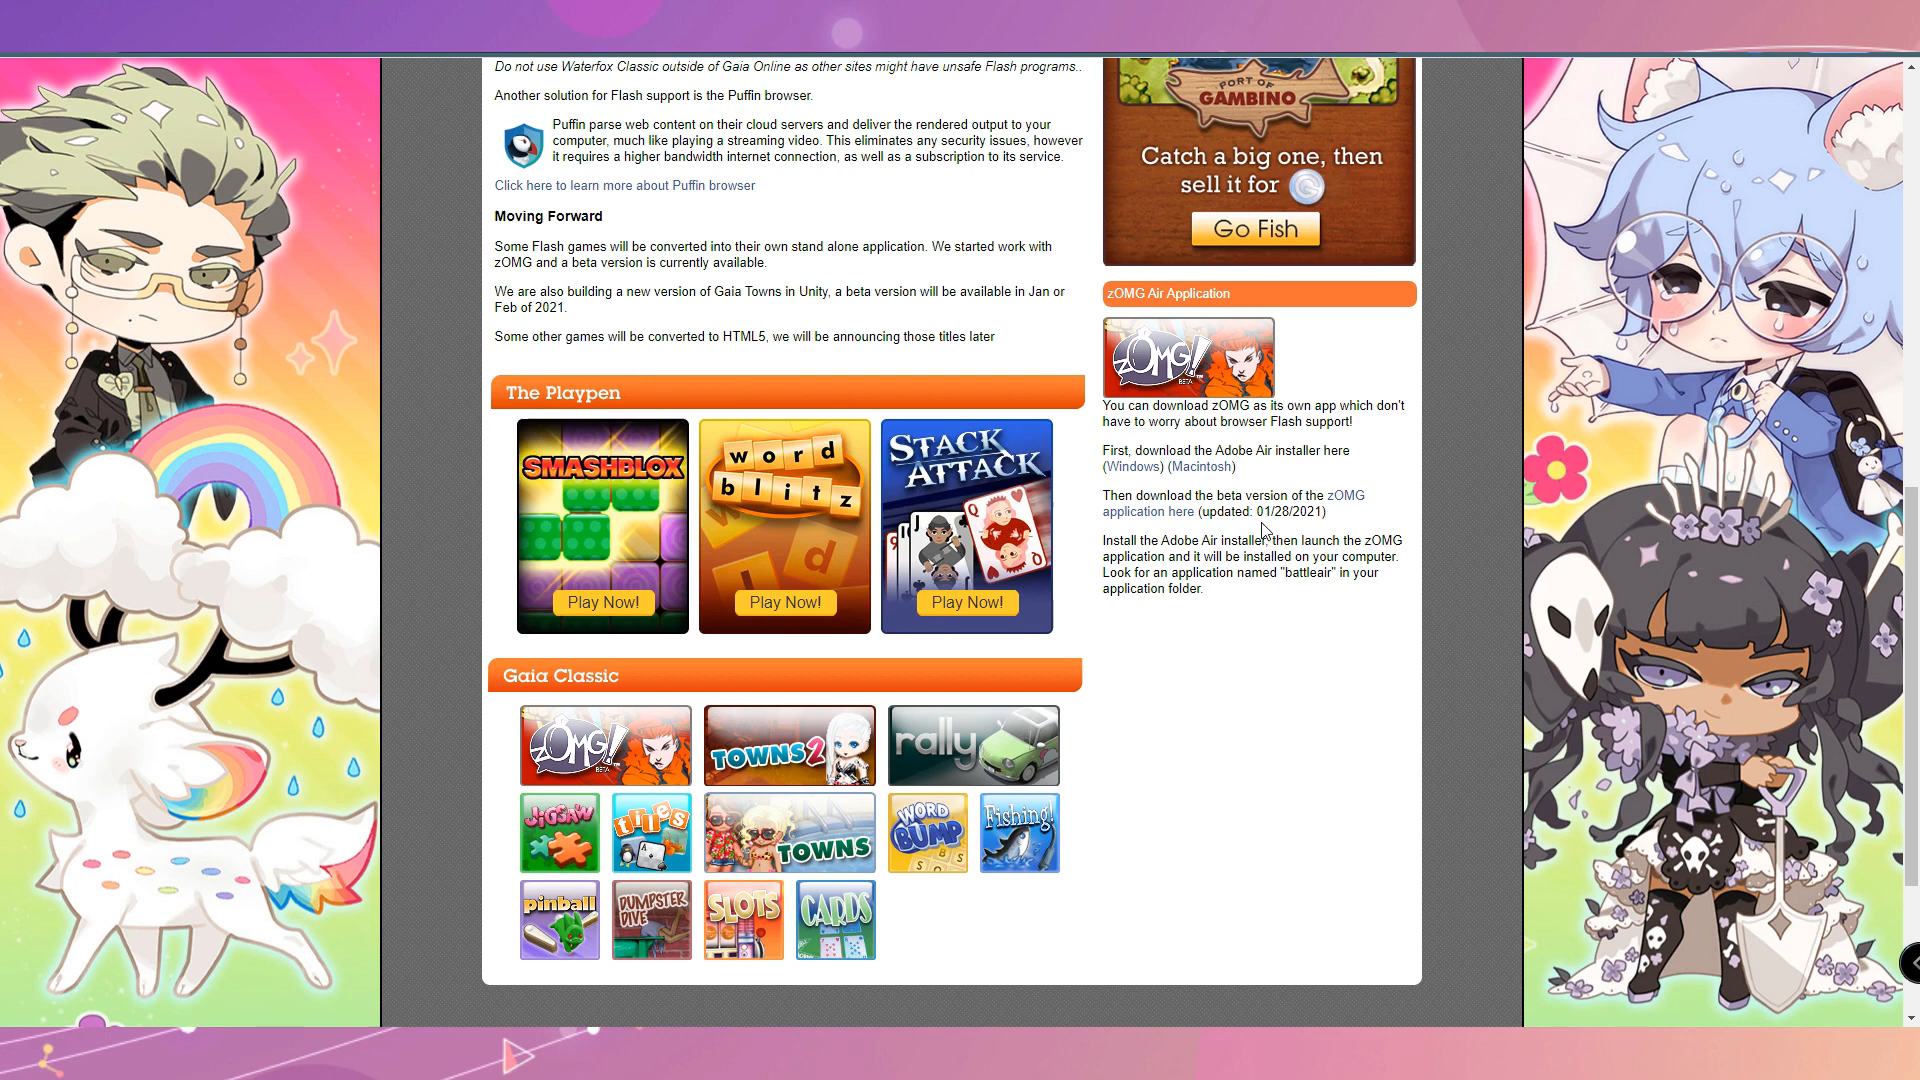 Do not use Waterfox Classic outside of Gaia Online as other sites might have unsafe Flash programs..
Another solution for Flash support is the Puffin browser.
Puffin parse web content on their cloud servers and deliver the rendered output to your
computer, much like playing a streaming video. This eliminates any security issues, however
it requires a higher bandwidth internet connection, as well as a subscription to its service.
Click here to learn more about Puffin browser
Moving Forward
Some Flash games will be converted into their own stand alone application. We started work with
zOMG and a beta version is currently available.
We are also building a new version of Gaia Towns in Unity, a beta version will be available in Jan or
Feb of 2021.
Some other games will be converted to HTML5, we will be announcing those titles later
The Playpen
SMASHBLOX
Play Now!
word
blitz
Play Now!
STACK
ATTACK
J
Q
Q
Play Now!
Gaia Classic
zOMG!
BETA
TOWNS 2
rally
JIGSAW
tiles
TOWNS
WORD
BUMP
Fishing!
pinball
DUMPSTER
DIVE
SLOTS
CARDS
PORT OF
GAMBINO
Catch a big one, then
sell it for G
Go Fish
zOMG Air Application
zOMG!
BETA
You can download zOMG as its own app which don't
have to worry about browser Flash support!
First, download the Adobe Air installer here
(Windows) (Macintosh)
Then download the beta version of the zOMG
application here (updated: 01/28/2021)
Install the Adobe Air installer, then launch the zOMG
application and it will be installed on your computer.
Look for an application named "battleair" in your
application folder.